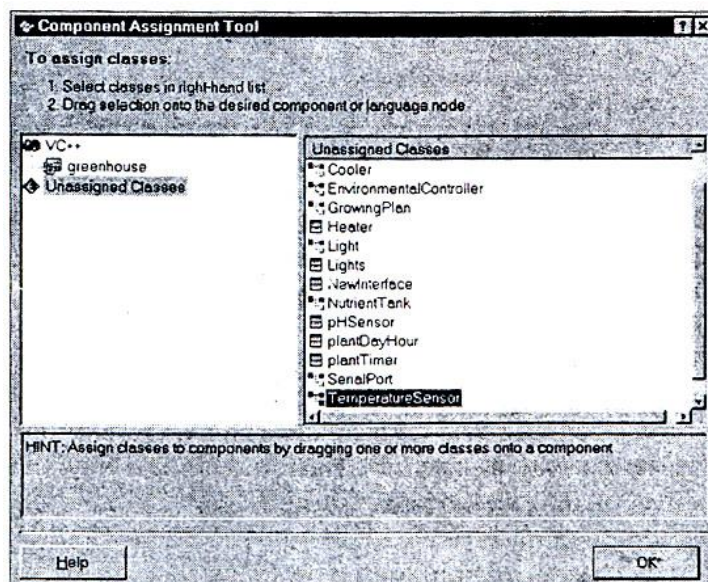 Component Assignment Tool
To assign classes:
1. Select classes in right-hand list
2. Drag selection onto the desired component or language node
VC++
greenhouse
Unassigned Classes
Unassigned Classes
Cooler
EnvironmentalController
GrowingPlan
Heater
Light
Lights
NewInterface
NutrientTank
pHSensor
plantDayHour
plantTimer
SerialPort
TemperatureSensor
HINT: Assign classes to components by dragging one or more classes onto a component
Help
OK